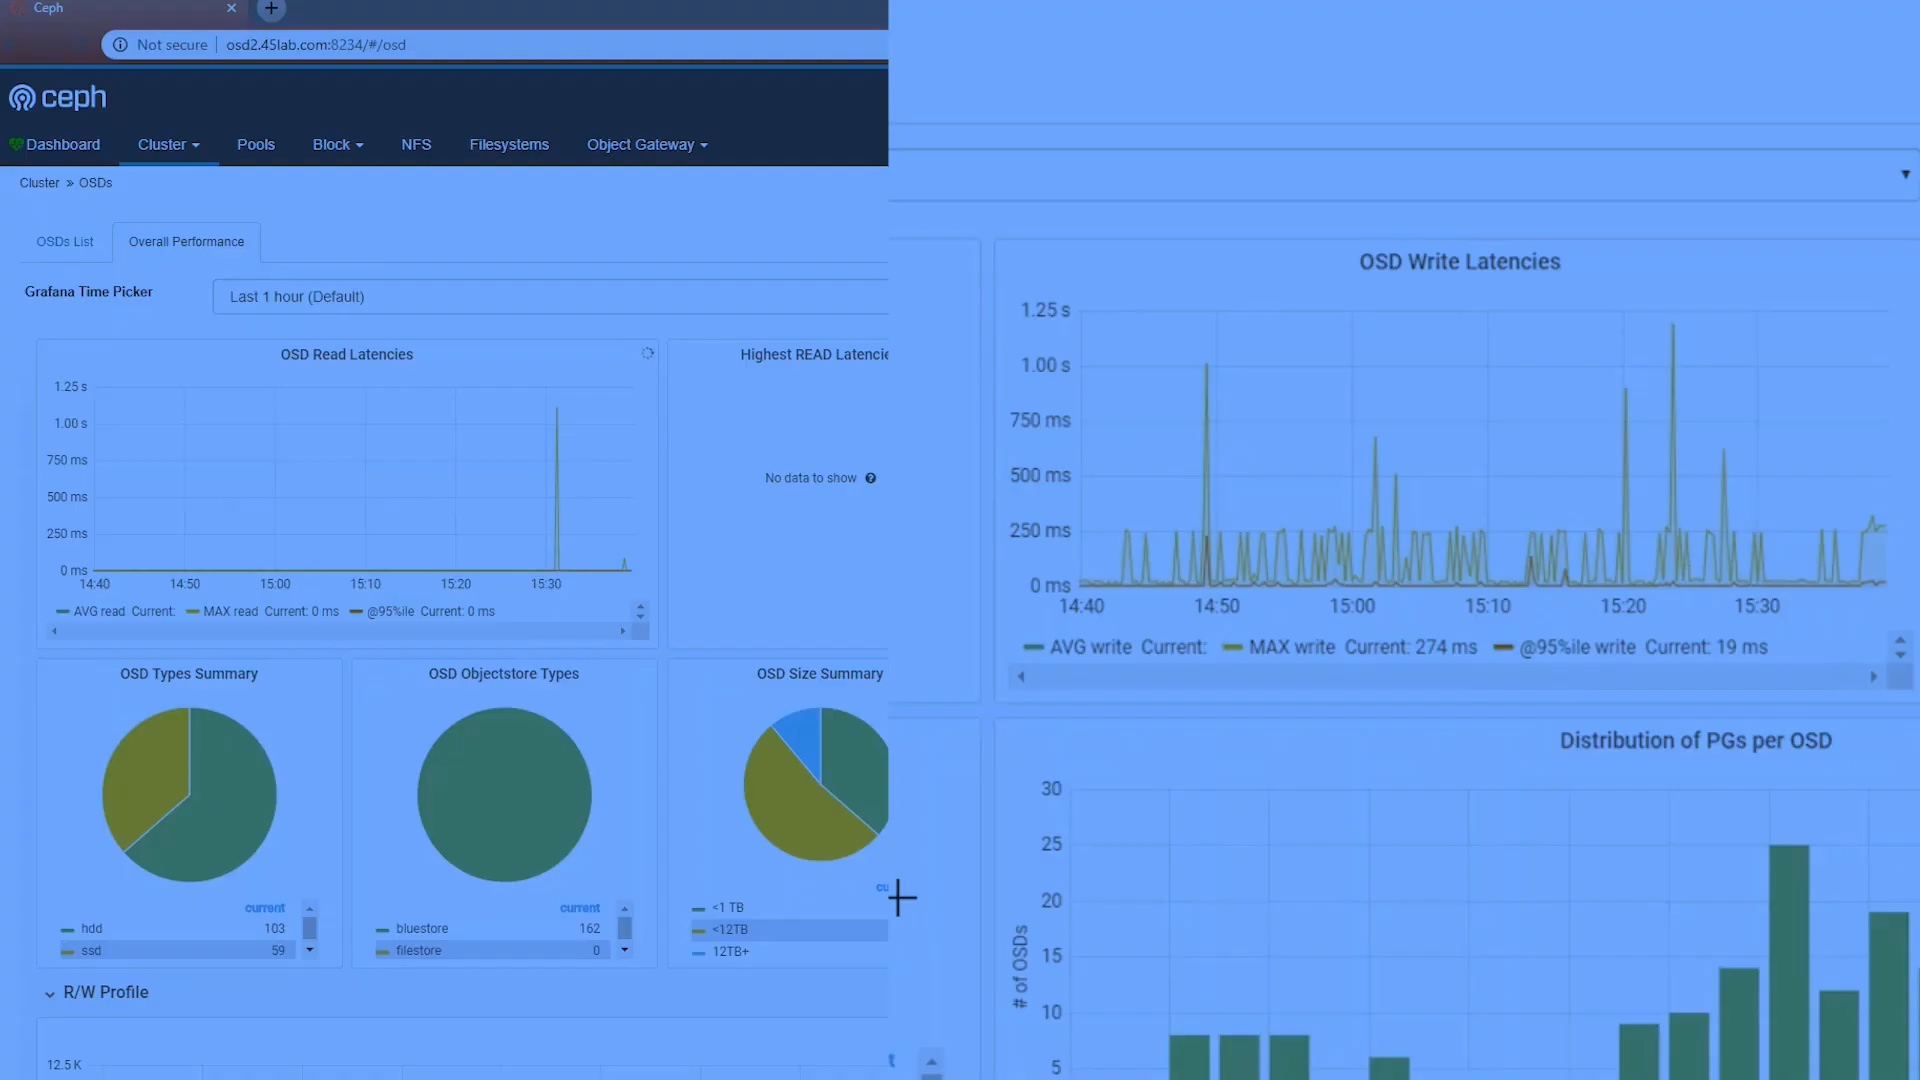 Ceph
Not secure
osd2.45lab.com:8234/#/osd
ceph
Dashboard
Cluster
Pools
Block
NFS
Filesystems
Object Gateway
Cluster » OSDs
OSDs List
Overall Performance
Grafana Time Picker
Last 1 hour (Default)
OSD Read Latencies
1.25 s
1.00 s
750 ms
500 ms
250 ms
0 ms
14:40
14:50
15:00
15:10
15:20
15:30
AVG read Current:
MAX read Current: 0 ms
@95%ile Current: 0 ms
Highest READ Latencie
No data to show
OSD Types Summary
current
hdd 103
ssd 59
OSD Objectstore Types
current
bluestore 162
filestore 0
OSD Size Summary
cu
<1 TB
<12TB
12TB+
R/W Profile
12.5 K
OSD Write Latencies
1.25 s
1.00 s
750 ms
500 ms
250 ms
0 ms
14:40
14:50
15:00
15:10
15:20
15:30
AVG write Current:
MAX write Current: 274 ms
@95%ile write Current: 19 ms
Distribution of PGs per OSD
# of OSDs
30
25
20
15
10
5
t